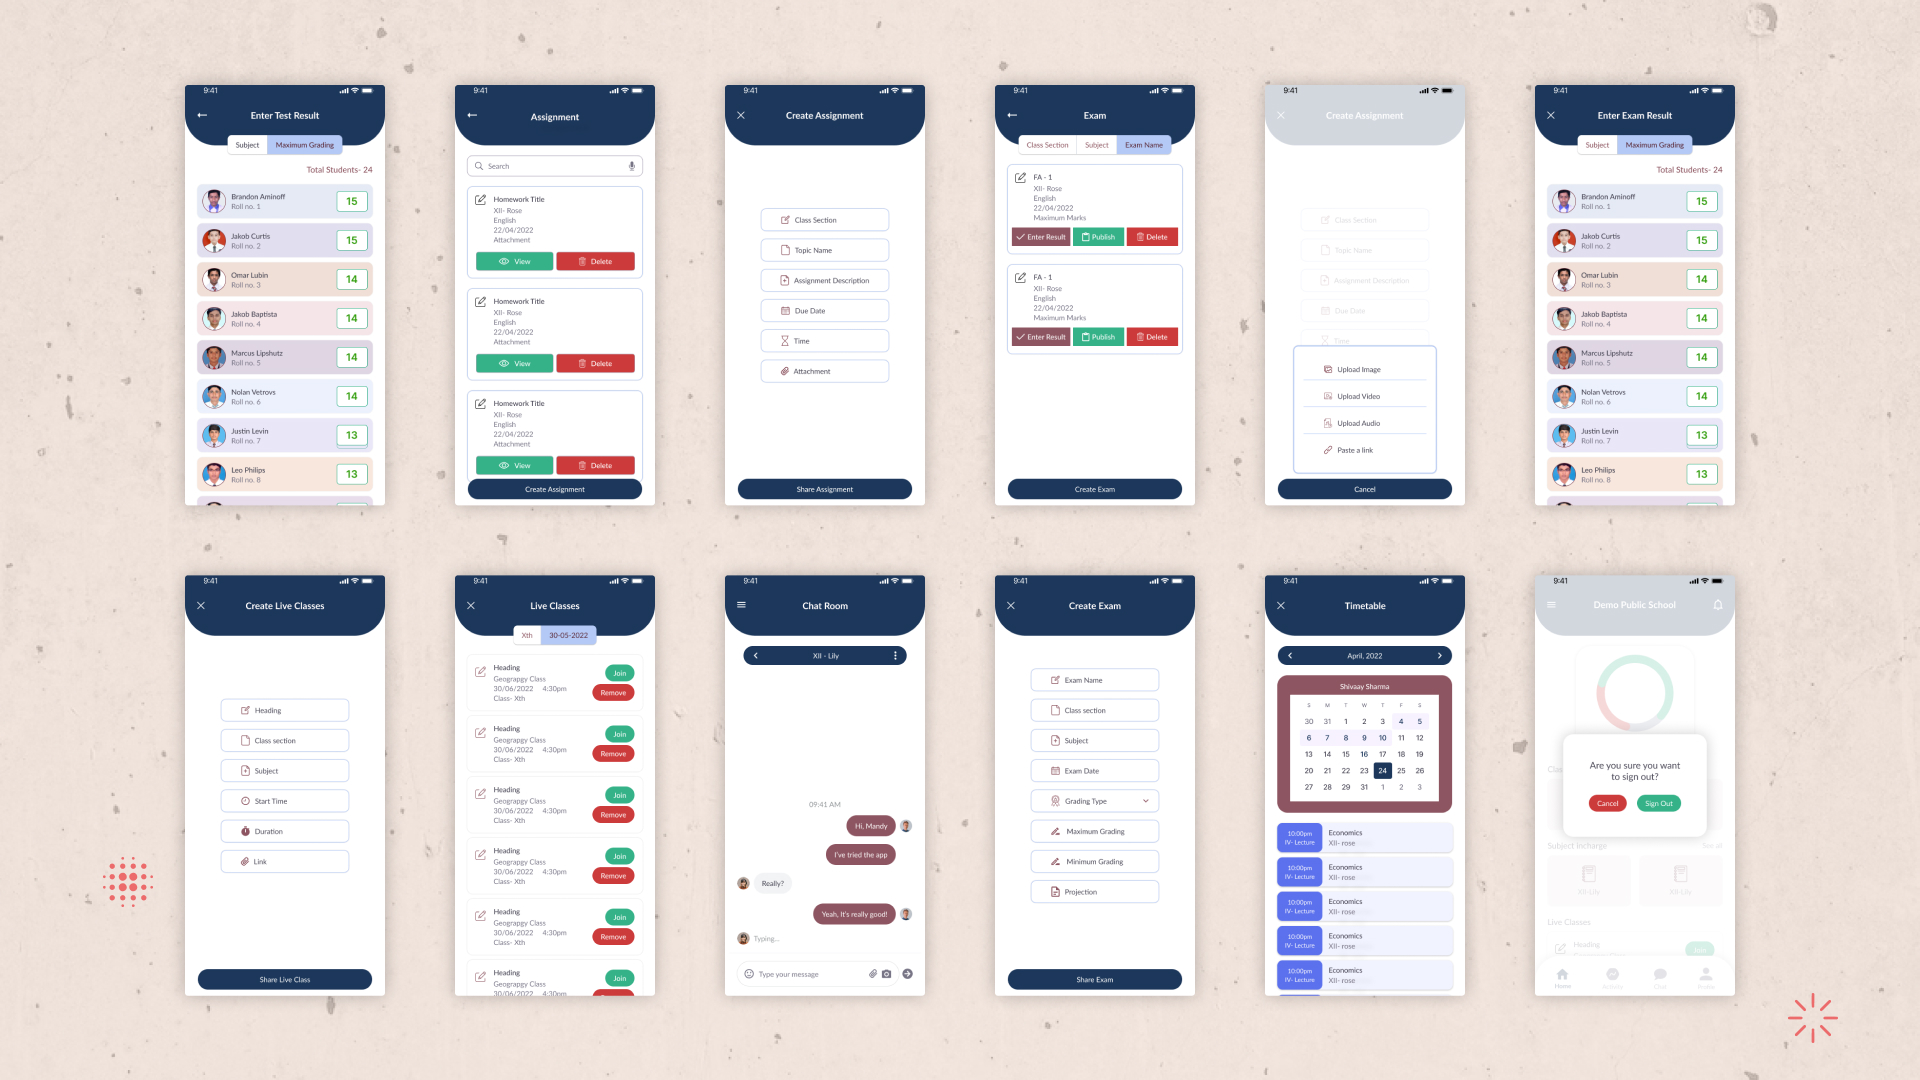 9:41
Enter Test Result
Subject
Maximum Grading
Total Students- 24
Brandon Aminoff
Roll no. 1
15
Jakob Curtis
Roll no. 2
15
Omar Lubin
Roll no. 3
14
Jakob Baptista
Roll no. 4
14
Marcus Lipshutz
Roll no. 5
14
Nolan Vetrovs
Roll no. 6
14
Justin Levin
Roll no. 7
13
Leo Philips
Roll no. 8
13
9:41
Assignment
Search
Homework Title
XII- Rose
English
22/04/2022
Attachment
View
Delete
Homework Title
XII- Rose
English
22/04/2022
Attachment
View
Delete
Homework Title
XII- Rose
English
22/04/2022
Attachment
View
Delete
Create Assignment
9:41
Create Assignment
Class Section
Topic Name
Assignment Description
Due Date
Time
Attachment
Share Assignment
9:41
Exam
Class Section
Subject
Exam Name
FA - 1
XII- Rose
English
22/04/2022
Maximum Marks
Enter Result
Publish
Delete
FA - 1
XII- Rose
English
22/04/2022
Maximum Marks
Enter Result
Publish
Delete
Create Exam
9:41
Create Assignment
Class Section
Topic Name
Assignment Description
Due Date
Time
Upload Image
Upload Video
Upload Audio
Paste a link
Cancel
9:41
Enter Exam Result
Subject
Maximum Grading
Total Students- 24
Brandon Aminoff
Roll no. 1
15
Jakob Curtis
Roll no. 2
15
Omar Lubin
Roll no. 3
14
Jakob Baptista
Roll no. 4
14
Marcus Lipshutz
Roll no. 5
14
Nolan Vetrovs
Roll no. 6
14
Justin Levin
Roll no. 7
13
Leo Philips
Roll no. 8
13
9:41
Create Live Classes
Heading
Class section
Subject
Start Time
Duration
Link
Share Live Class
9:41
Live Classes
Xth
30-05-2022
Heading
Geograpgy Class
30/06/2022 4:30pm
Class- Xth
Join
Remove
Heading
Geograpgy Class
30/06/2022 4:30pm
Class- Xth
Join
Remove
Heading
Geograpgy Class
30/06/2022 4:30pm
Class- Xth
Join
Remove
Heading
Geograpgy Class
30/06/2022 4:30pm
Class- Xth
Join
Remove
Heading
Geograpgy Class
30/06/2022 4:30pm
Class- Xth
Join
Remove
Heading
Geograpgy Class
30/06/2022 4:30pm
Join
9:41
Chat Room
XII - Lily
09:41 AM
Hi, Mandy
I've tried the app
Really?
Yeah, It's really good!
Typing...
Type your message
9:41
Create Exam
Exam Name
Class section
Subject
Exam Date
Grading Type
Maximum Grading
Minimum Grading
Projection
Share Exam
9:41
Timetable
April, 2022
Shivaay Sharma
S M T W T F S
30 31 1 2 3 4 5
6 7 8 9 10 11 12
13 14 15 16 17 18 19
20 21 22 23 24 25 26
27 28 29 31 1 2 3
10:00pm
IV- Lecture
Economics
XII- rose
10:00pm
IV- Lecture
Economics
XII- rose
10:00pm
IV- Lecture
Economics
XII- rose
10:00pm
IV- Lecture
Economics
XII- rose
10:00pm
IV- Lecture
Economics
XII- rose
9:41
Demo Public School
Are you sure you want
to sign out?
Cancel
Sign Out
Subject Incharge
See all
XII-Lily
XII-Lily
Live Classes
Heading
Home
Activity
Chat
Profile